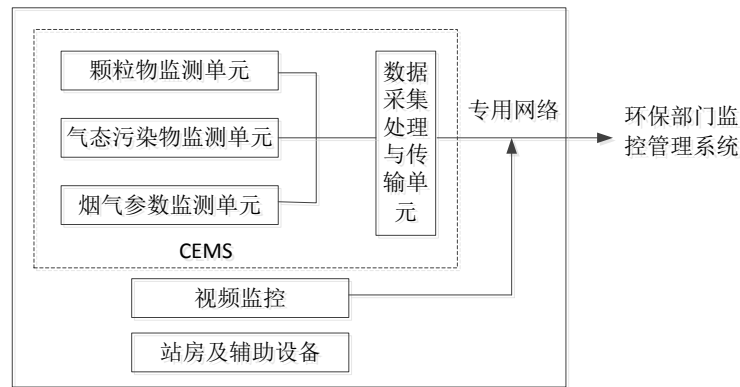 颗粒物监测单元
气态污染物监测单元
烟气参数监测单元
CEMS
数据
采集
处理
与传
输单
元
专用网络
环保部门监
控管理系统
视频监控
站房及辅助设备